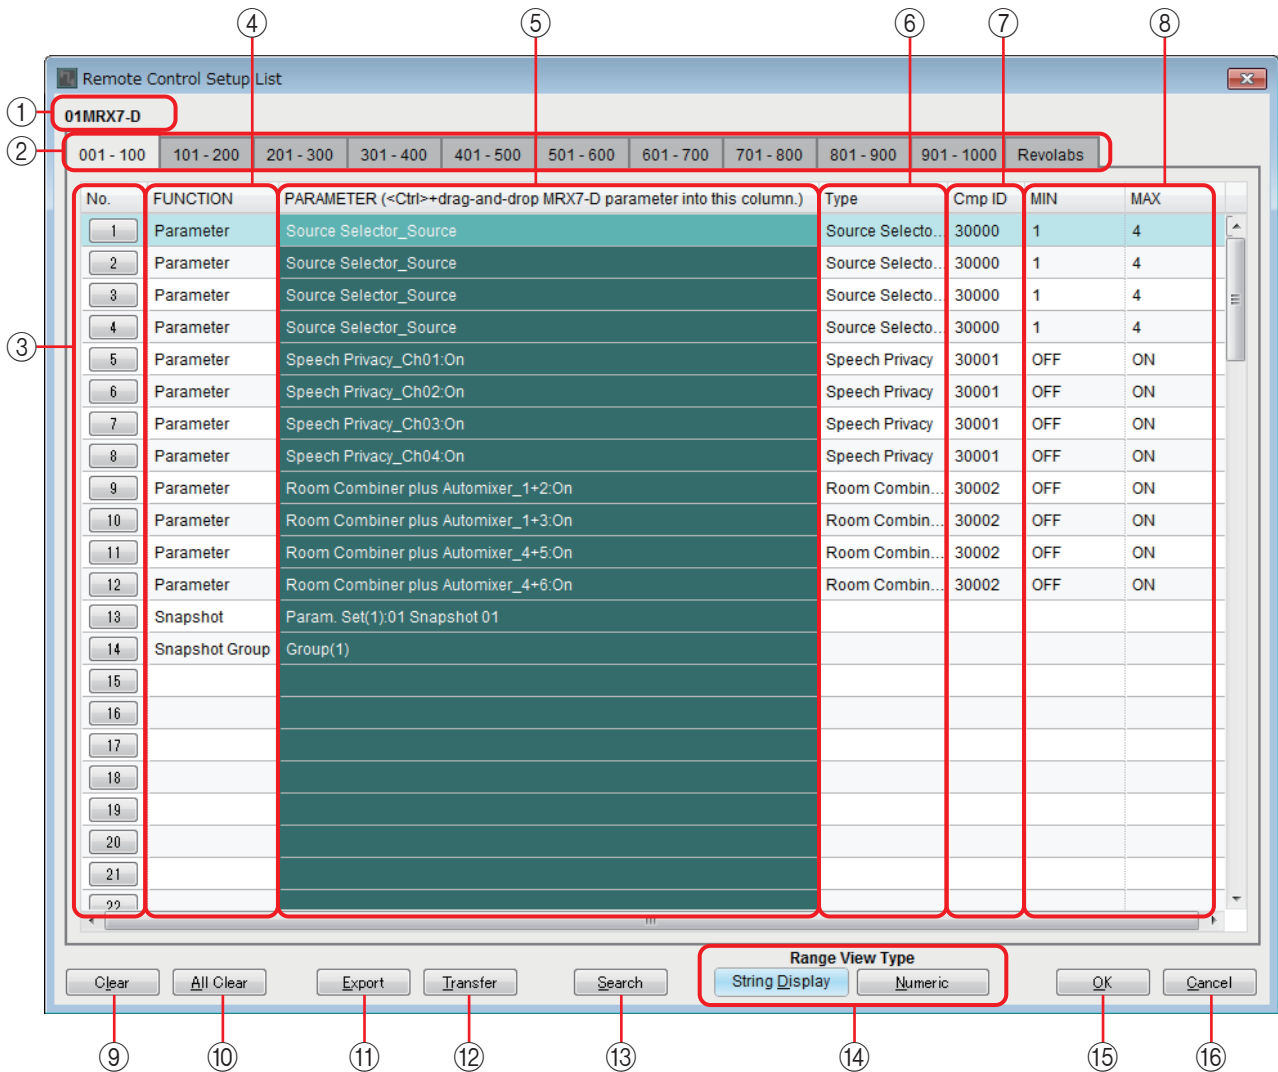 ④ ⑤ ⑥ ⑦ ⑧
Remote Control Setup List
① 01MRX7-D
② 001 - 100 101 - 200 201 - 300 301 - 400 401 - 500 501 - 600 601 - 700 701 - 800 801 - 900 901 - 1000 Revolabs
No. FUNCTION PARAMETER (<Ctrl>+drag-and-drop MRX7-D parameter into this column.) Type Cmp ID MIN MAX
1 Parameter Source Selector_Source Source Selecto... 30000 1 4
2 Parameter Source Selector_Source Source Selecto... 30000 1 4
3 Parameter Source Selector_Source Source Selecto... 30000 1 4
4 Parameter Source Selector_Source Source Selecto... 30000 1 4
③
5 Parameter Speech Privacy_Ch01:On Speech Privacy 30001 OFF ON
6 Parameter Speech Privacy_Ch02:On Speech Privacy 30001 OFF ON
7 Parameter Speech Privacy_Ch03:On Speech Privacy 30001 OFF ON
8 Parameter Speech Privacy_Ch04:On Speech Privacy 30001 OFF ON
9 Parameter Room Combiner plus Automixer_1+2:On Room Combin... 30002 OFF ON
10 Parameter Room Combiner plus Automixer_1+3:On Room Combin... 30002 OFF ON
11 Parameter Room Combiner plus Automixer_4+5:On Room Combin... 30002 OFF ON
12 Parameter Room Combiner plus Automixer_4+6:On Room Combin... 30002 OFF ON
13 Snapshot Param. Set(1):01 Snapshot 01
14 Snapshot Group Group(1)
15
16
17
18
19
20
21
22
Range View Type
Clear All Clear Export Transfer Search String Display Numeric OK Cancel
⑨ ⑩ ⑪ ⑫ ⑬ ⑭ ⑮ ⑯